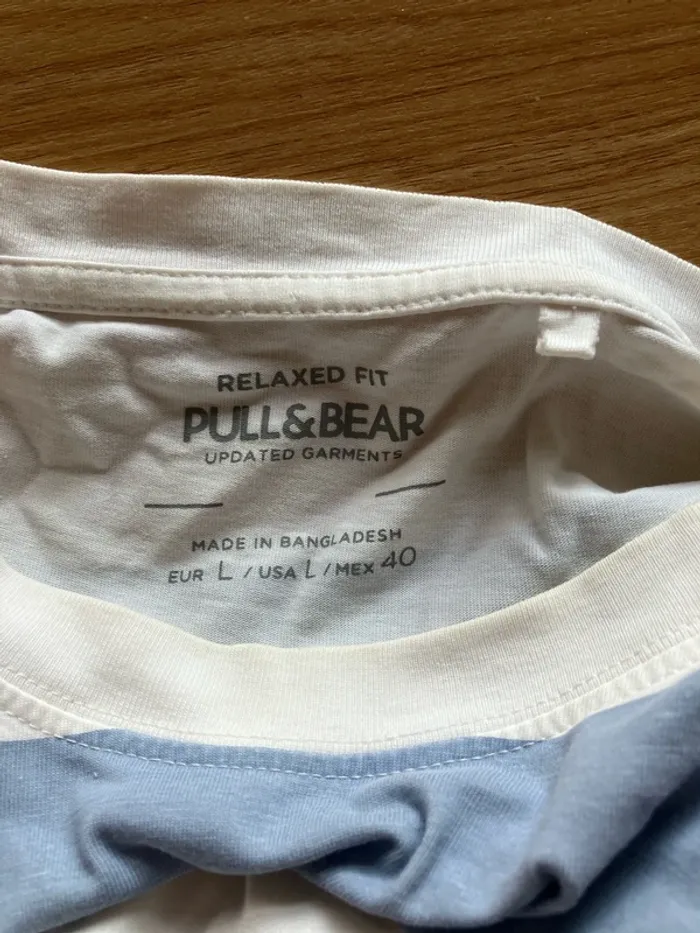 RELAXED FIT
PULL&BEAR
UPDATED GARMENTS
MADE IN BANGLADESH
EUR L / USA L / MEX 40